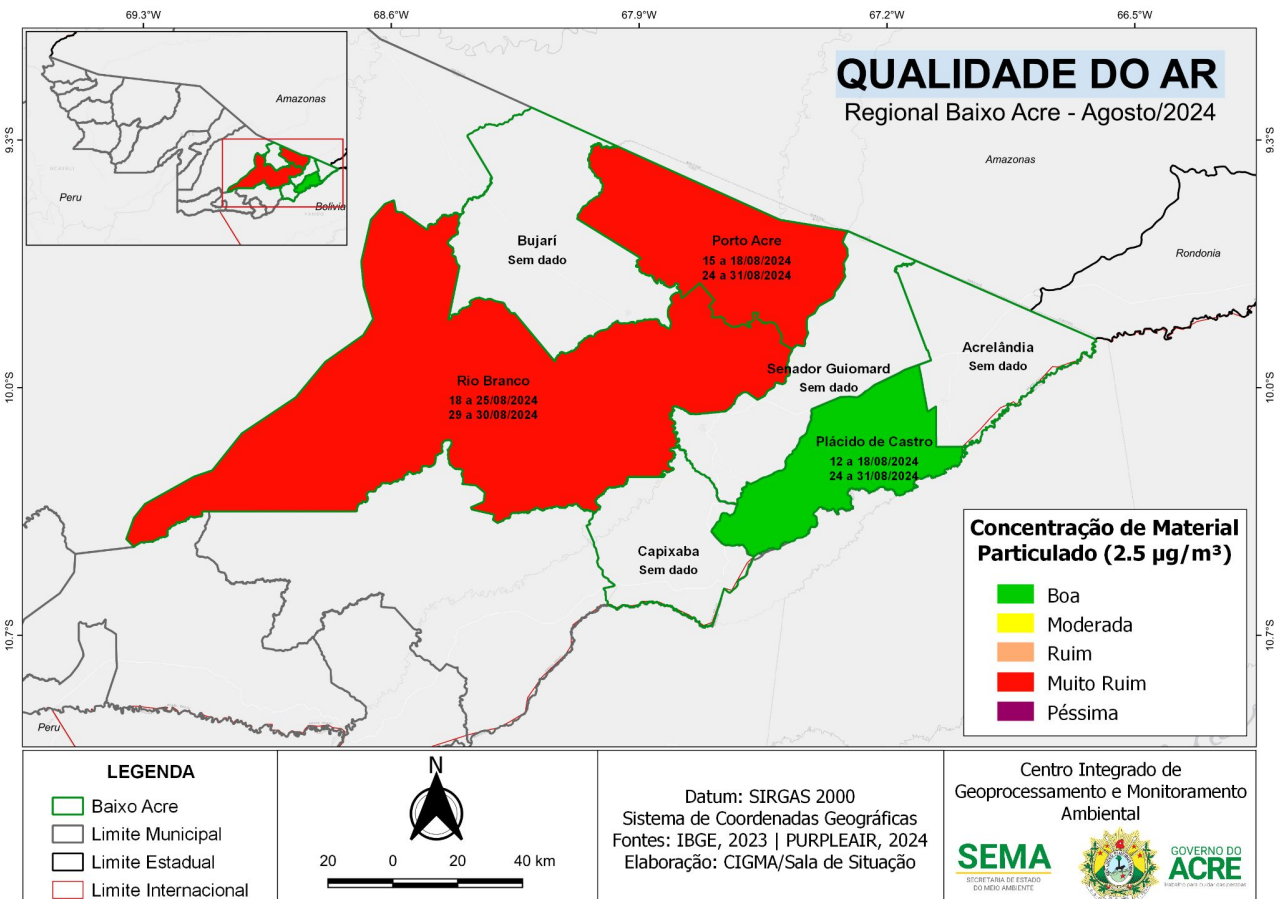 69.3°W
68.6°W
67.9°W
67.2°W
66.5°W
9.3°S
10.0°S
10.7°S
9.3°S
10.0°S
10.7°S
QUALIDADE DO AR
Regional Baixo Acre - Agosto/2024
Amazonas
Peru
Bolivia
Amazonas
Rondonia
Bujarí
Sem dado
Porto Acre
15 a 18/08/2024
24 a 31/08/2024
Rio Branco
18 a 25/08/2024
29 a 30/08/2024
Senador Guiomard
Sem dado
Acrelândia
Sem dado
Plácido de Castro
12 a 18/08/2024
24 a 31/08/2024
Capixaba
Sem dado
Peru
Concentração de Material
Particulado (2.5 µg/m³)
Boa
Moderada
Ruim
Muito Ruim
Péssima
LEGENDA
Baixo Acre
Limite Municipal
Limite Estadual
Limite Internacional
N
20 0 20 40 km
Datum: SIRGAS 2000
Sistema de Coordenadas Geográficas
Fontes: IBGE, 2023 | PURPLEAIR, 2024
Elaboração: CIGMA/Sala de Situação
Centro Integrado de
Geoprocessamento e Monitoramento
Ambiental
SEMA
SECRETARIA DE ESTADO
DO MEIO AMBIENTE
GOVERNO DO
ACRE
Trabalho para cuidar das pessoas